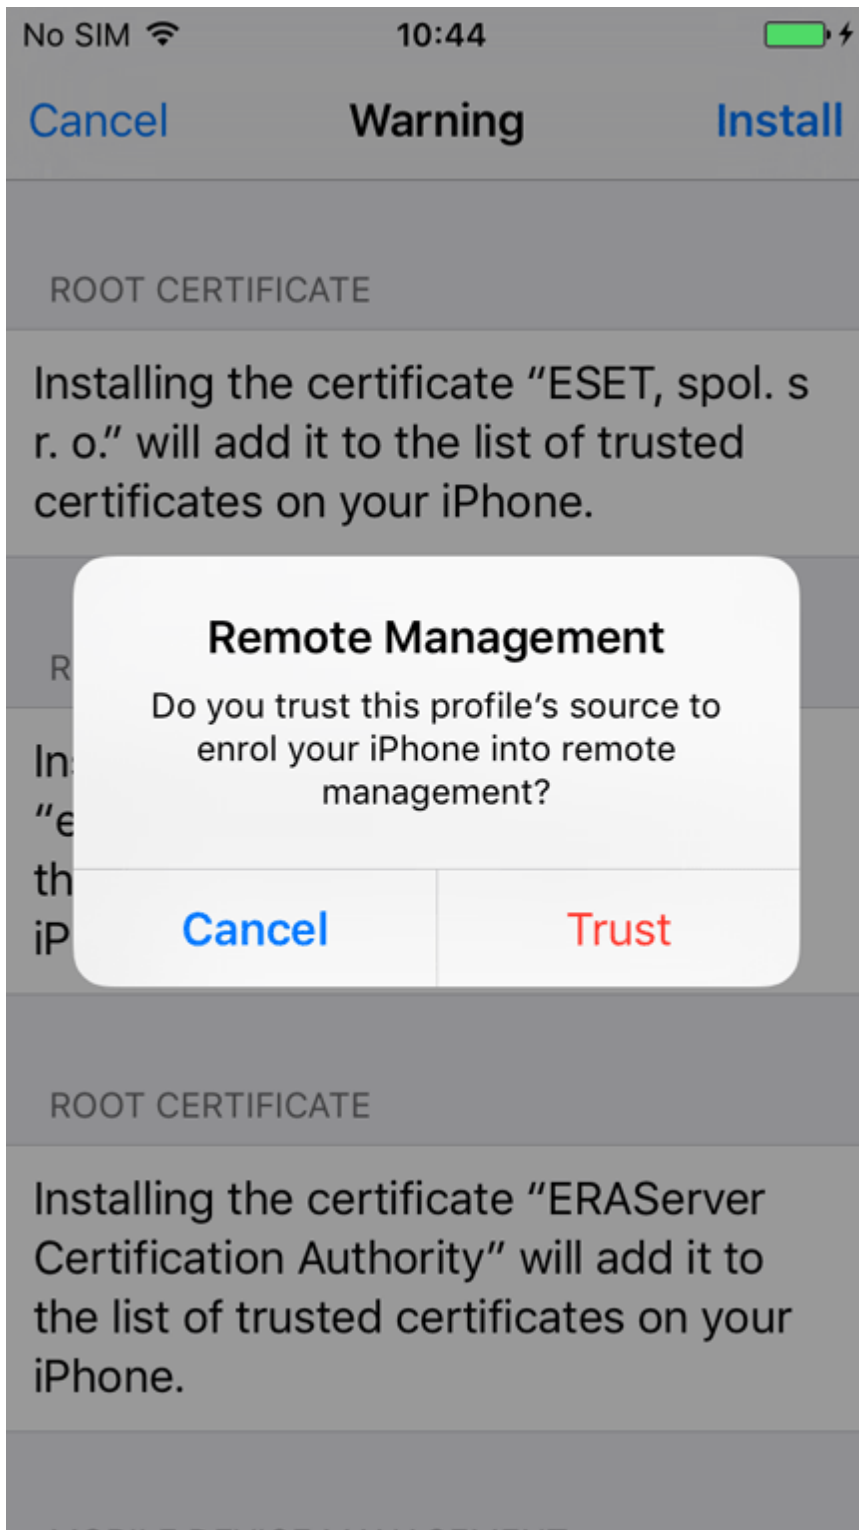 No SIM 10:44
Cancel Warning Install
ROOT CERTIFICATE
Installing the certificate “ESET, spol. s
r. o.” will add it to the list of trusted
certificates on your iPhone.
Remote Management
Do you trust this profile’s source to
enrol your iPhone into remote
management?
Cancel Trust
ROOT CERTIFICATE
Installing the certificate “ERAServer
Certification Authority” will add it to
the list of trusted certificates on your
iPhone.